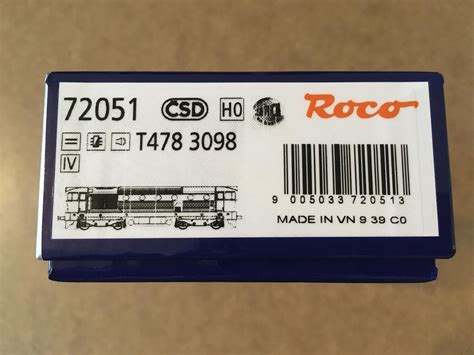 72051 ČSD H0 Roco
T478 3098
IV
9 005033 720513
MADE IN VN 9 39 C0